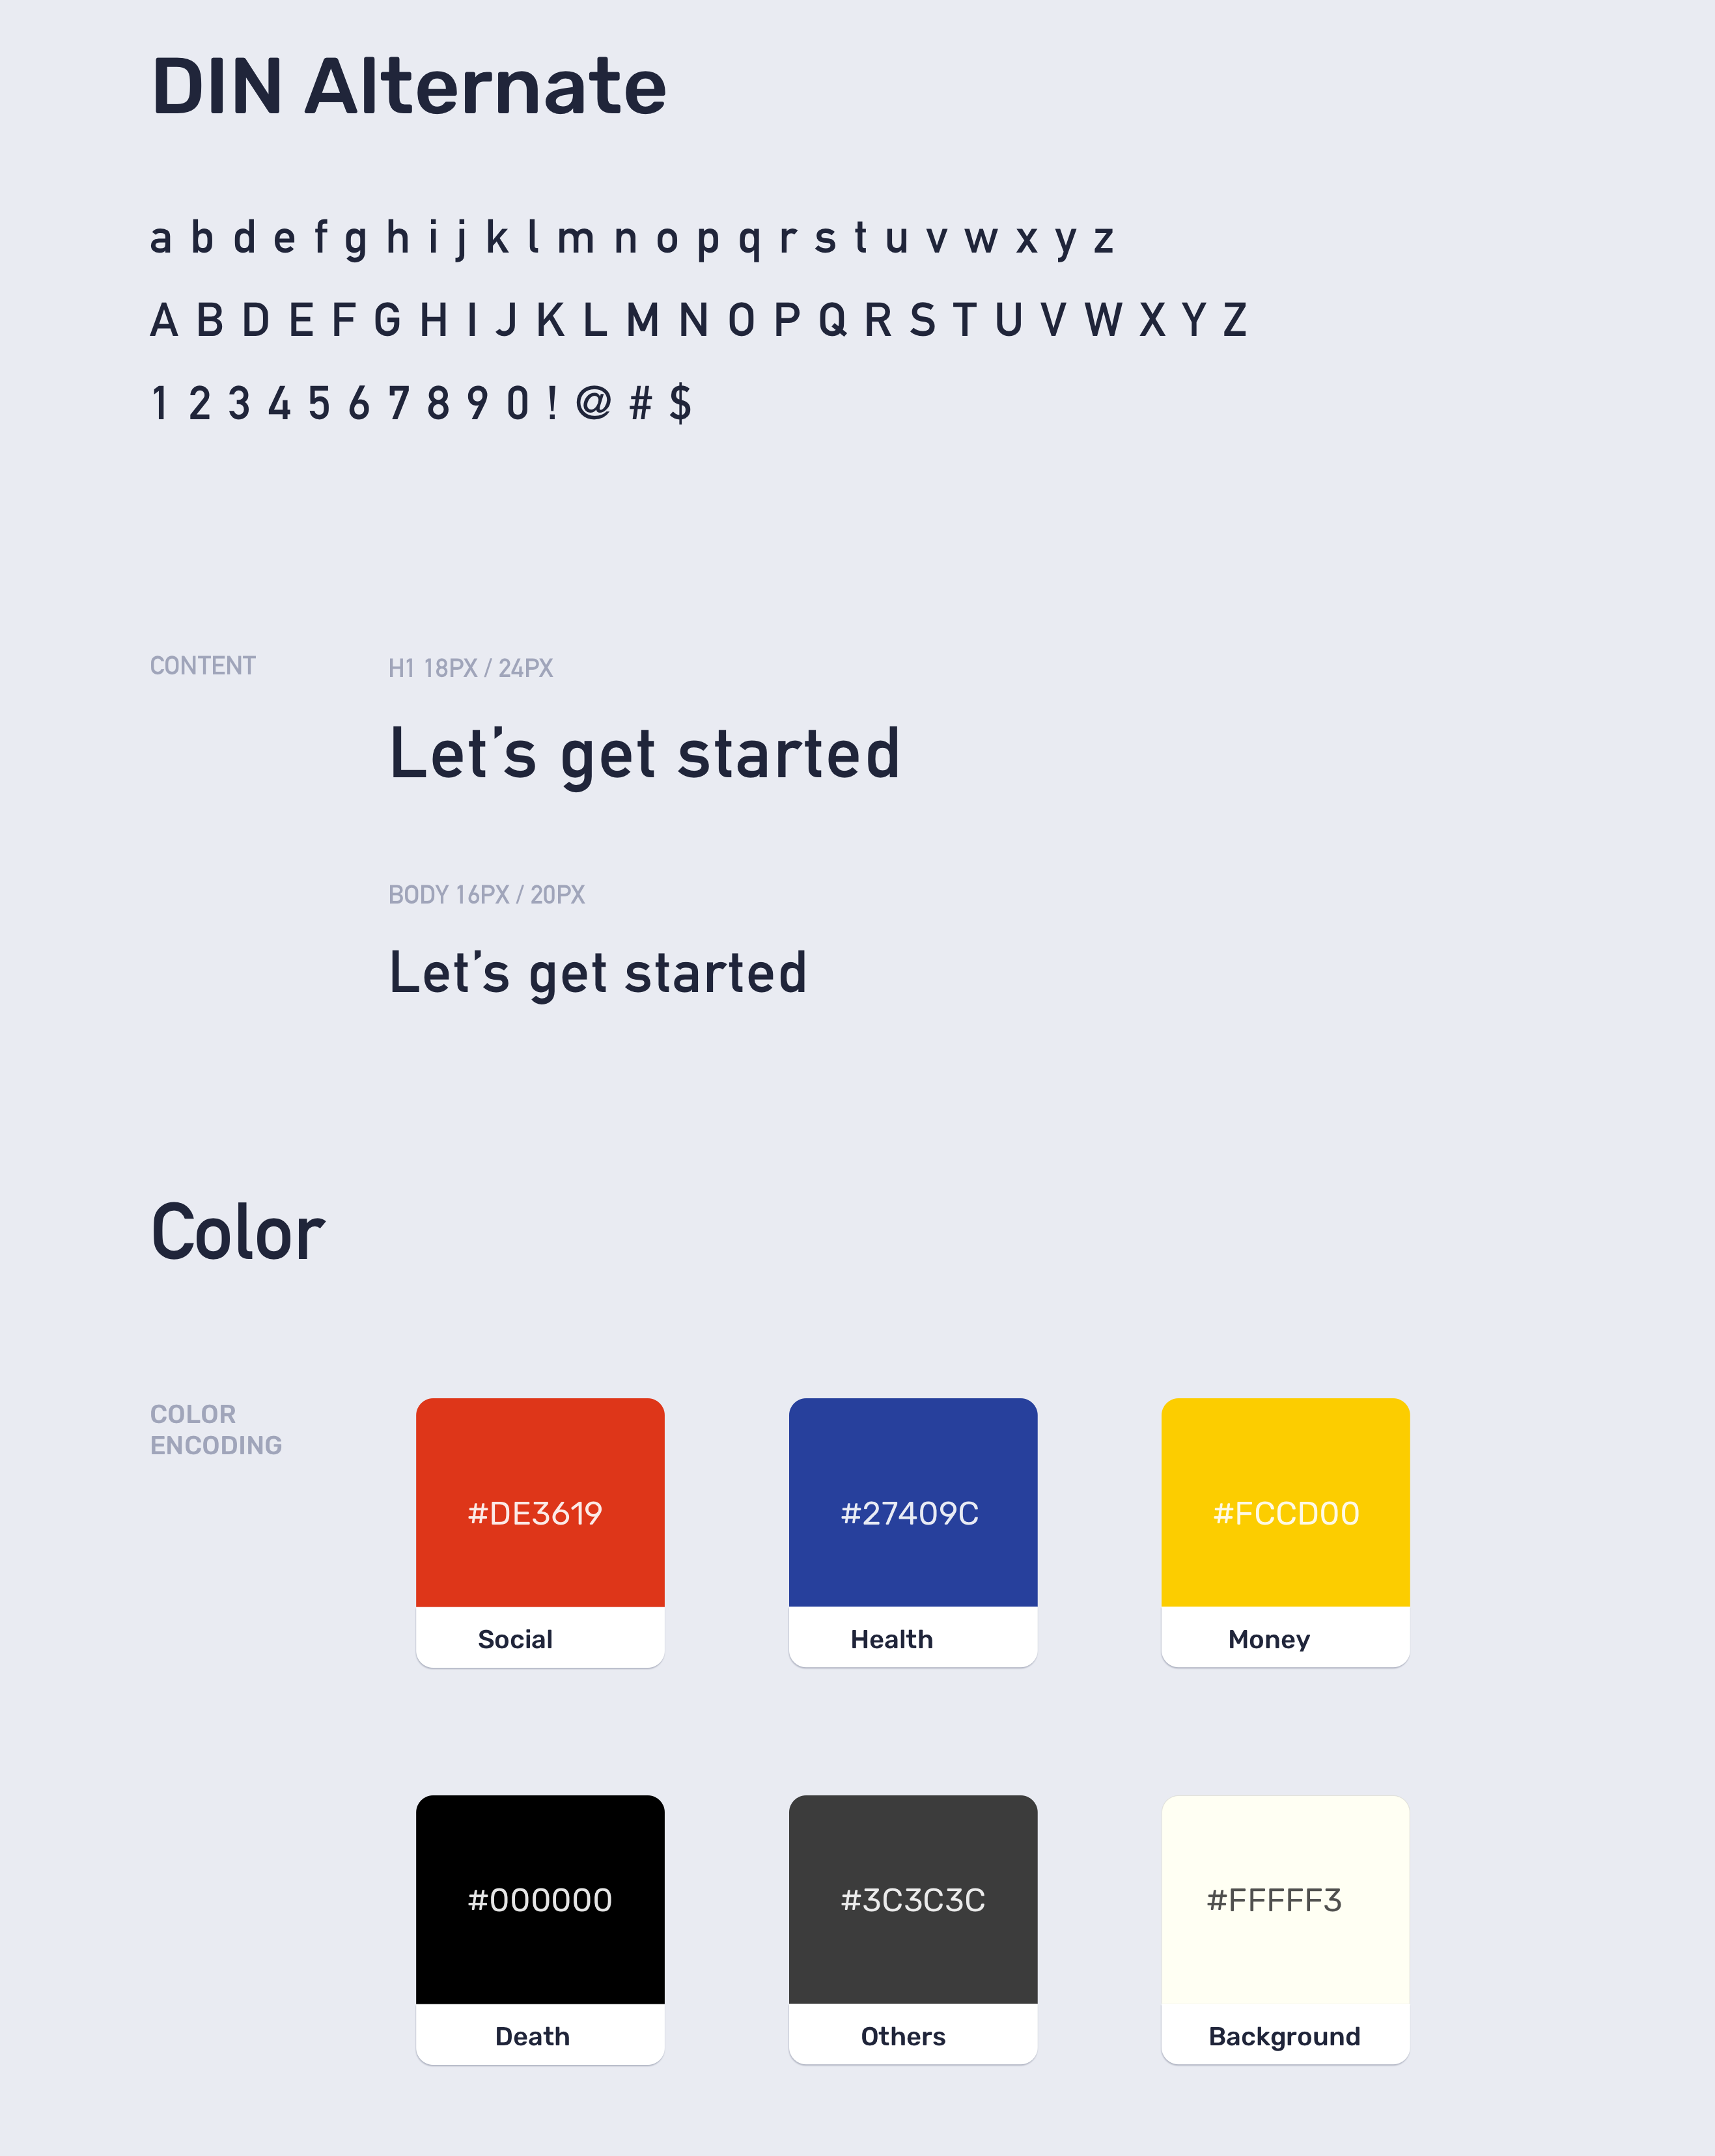 DIN Alternate
a b d e f g h i j k l m n o p q r s t u v w x y z
A B D E F G H I J K L M N O P Q R S T U V W X Y Z
1 2 3 4 5 6 7 8 9 0 ! @ # $
CONTENT
H1 18PX / 24PX
Let’s get started
BODY 16PX / 20PX
Let’s get started
Color
COLOR
ENCODING
#DE3619
#27409C
#FCCD00
Social
Health
Money
#000000
#3C3C3C
#FFFFF3
Death
Others
Background